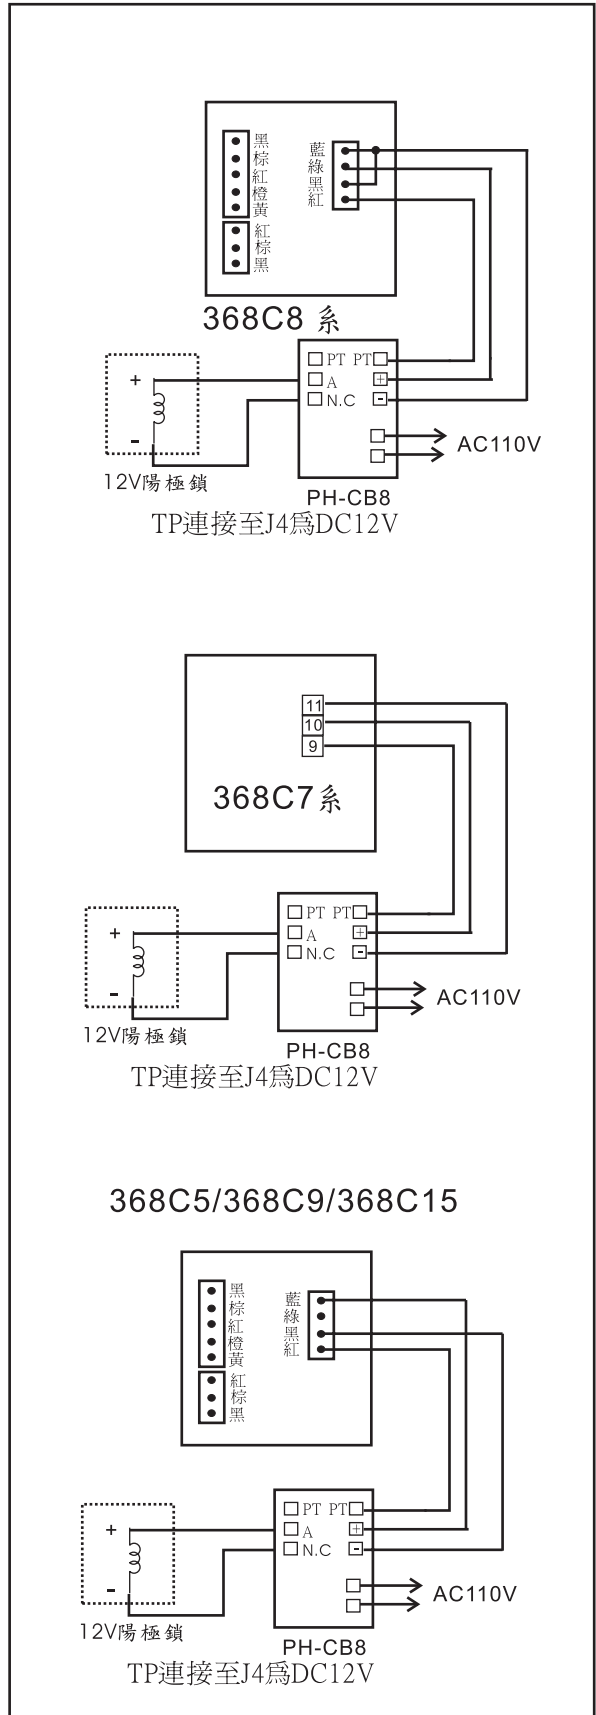 黑
棕
紅
橙
黃
紅
棕
黑
藍
綠
黑
紅
368C8 系
PT PT
A +
N.C -
+
-
12V陽極鎖
AC110V
PH-CB8
TP連接至J4爲DC12V
11
10
9
368C7系
PT PT
A +
N.C -
+
-
12V陽極鎖
AC110V
PH-CB8
TP連接至J4爲DC12V
368C5/368C9/368C15
黑
棕
紅
橙
黃
紅
棕
黑
藍
綠
黑
紅
PT PT
A +
N.C -
+
-
12V陽極鎖
AC110V
PH-CB8
TP連接至J4爲DC12V